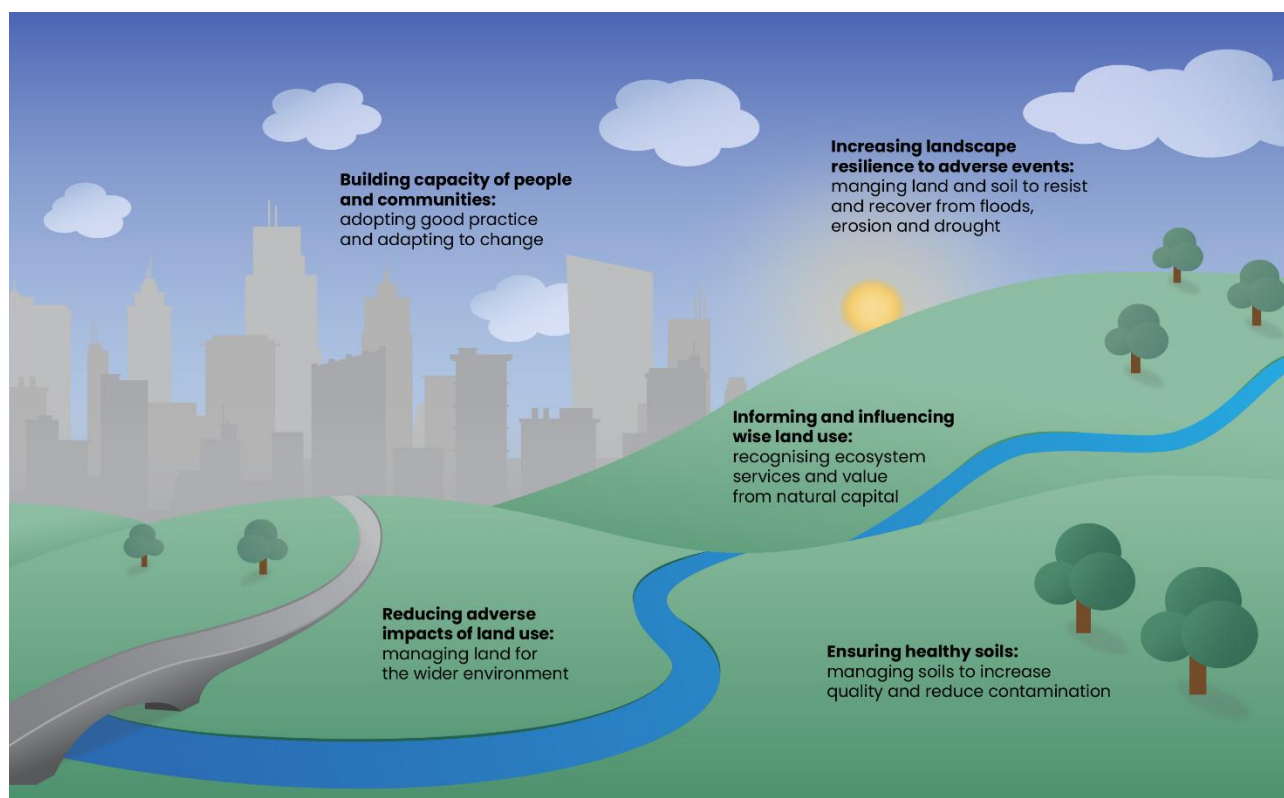 Building capacity of people
and communities:
adopting good practice
and adapting to change
Increasing landscape
resilience to adverse events:
manging land and soil to resist
and recover from floods,
erosion and drought
Informing and influencing
wise land use:
recognising ecosystem
services and value
from natural capital
Reducing adverse
impacts of land use:
managing land for
the wider environment
Ensuring healthy soils:
managing soils to increase
quality and reduce contamination